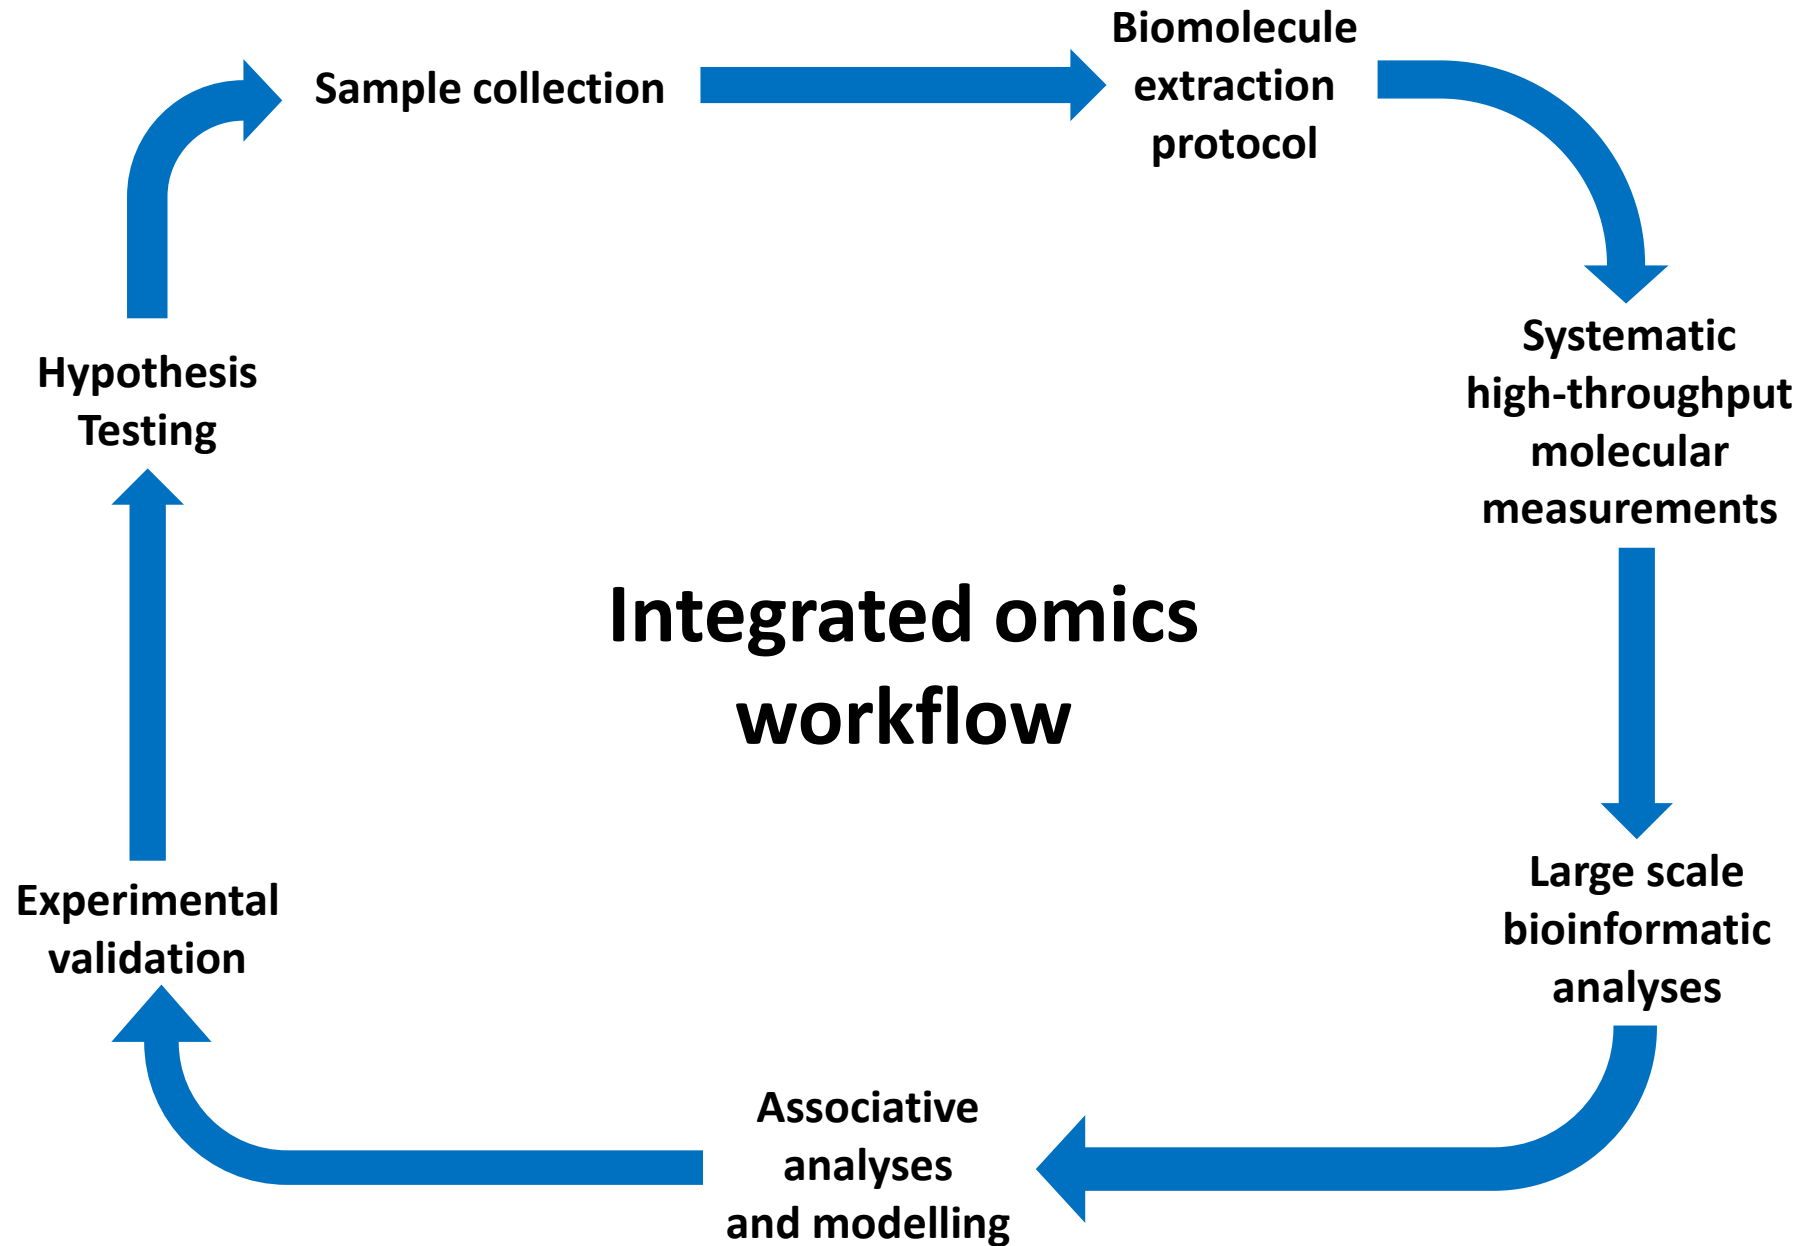 Sample collection
Biomolecule
extraction
protocol
Systematic
high-throughput
molecular
measurements
Large scale
bioinformatic
analyses
Associative
analyses
and modelling
Experimental
validation
Hypothesis
Testing
Integrated omics
workflow